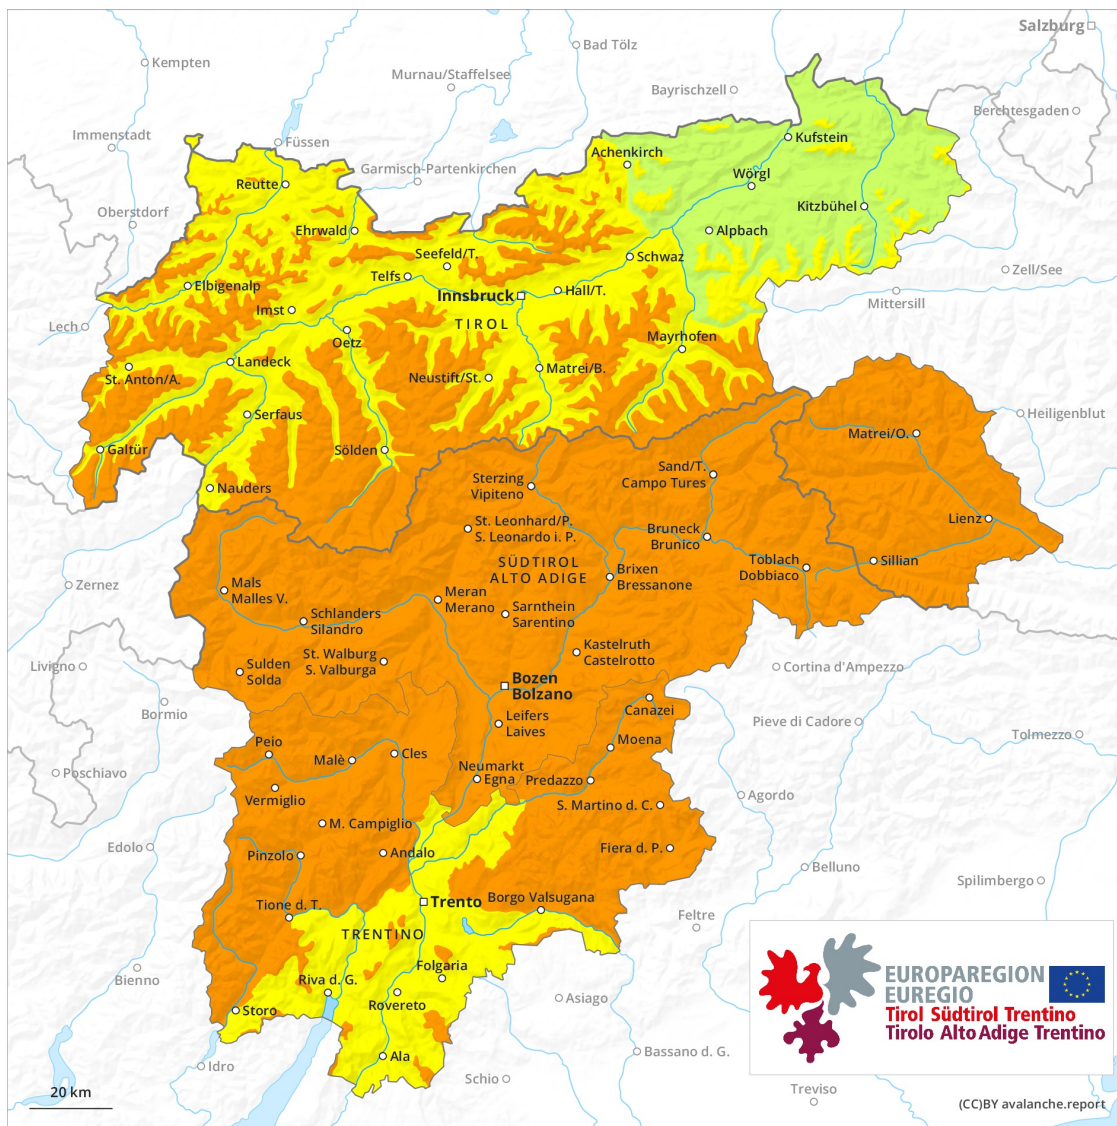 Salzburg
Bad Tölz
Kempten
Murnau/Staffelsee
Bayrischzell
Berchtesgaden
Immenstadt
Füssen
Kufstein
Achenkirch
Garmisch-Partenkirchen
Wörgl
Reutte
Kitzbühel
Oberstdorf
Ehrwald
Alpbach
Seefeld/T.
Schwaz
Zell/See
Telfs
Elbigenalp
Innsbruck
Hall/T.
Mittersill
Imst
TIROL
Lech
Oetz
Mayrhofen
Landeck
Matrei/B.
St. Anton/A.
Neustift/St.
Serfaus
Heiligenblut
Matrei/O.
Galtür
Sölden
Sand/T.
Campo Tures
Sterzing
Vipiteno
Nauders
Lienz
St. Leonhard/P.
S. Leonardo i. P.
Bruneck
Brunico
SÜDTIROL
ALTO ADIGE
Toblach
Dobbiaco
Sillian
Brixen
Bressanone
Zernez
Mals
Malles V.
Meran
Merano
Schlanders
Silandro
Sarnthein
Sarentino
Kastelruth
Castelrotto
St. Walburg
S. Valburga
Livigno
Sulden
Solda
Cortina d'Ampezzo
Bozen
Bolzano
Bormio
Canazei
Leifers
Laives
Pieve di Cadore
Tolmezzo
Moena
Peio
Cles
Malè
Poschiavo
Neumarkt
Egna
Predazzo
Vermiglio
Agordo
S. Martino d. C.
M. Campiglio
Edolo
Pinzolo
Andalo
Fiera d. P.
Belluno
Spilimbergo
Trento
Borgo Valsugana
Tione d. T.
Feltre
TRENTINO
Bienno
Folgaria
Riva d. G.
EUROPAREGION
EUREGIO
Tirol Südtirol Trentino
Tirolo Alto Adige Trentino
Rovereto
Asiago
Storo
Ala
Bassano d. G.
Idro
Schio
Treviso
20 km
(CC)BY avalanche.report